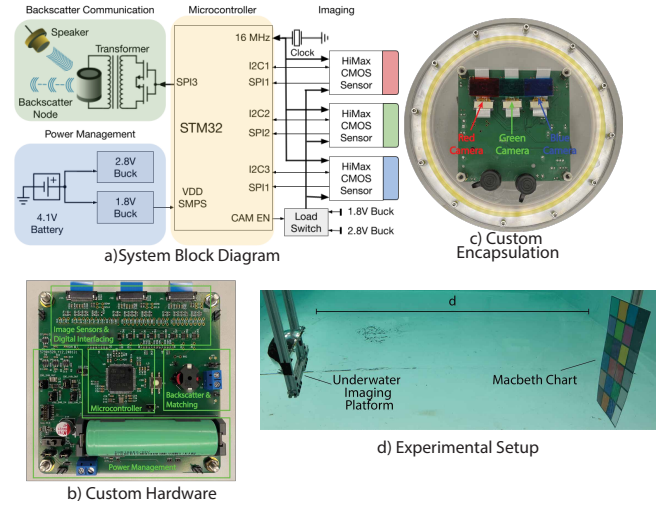 Backscatter Communication
Microcontroller
Imaging
Speaker
Transformer
Backscatter
Node
16 MHz
Clock
I2C1
SPI1
HiMax
CMOS
Sensor
SPI3
STM32
I2C2
SPI2
HiMax
CMOS
Sensor
Power Management
2.8V
Buck
1.8V
Buck
4.1V
Battery
VDD
SMPS
I2C3
SPI1
HiMax
CMOS
Sensor
CAM EN
Load
Switch
1.8V Buck
2.8V Buck
a)System Block Diagram
Red
Camera
Green
Camera
Camera
c) Custom
Encapsulation
Image Sensors &
Digital Interfacing
Microcontroller
Backscatter &
Matching
Power Management
b) Custom Hardware
d
Underwater
Imaging
Platform
Macbeth Chart
d) Experimental Setup